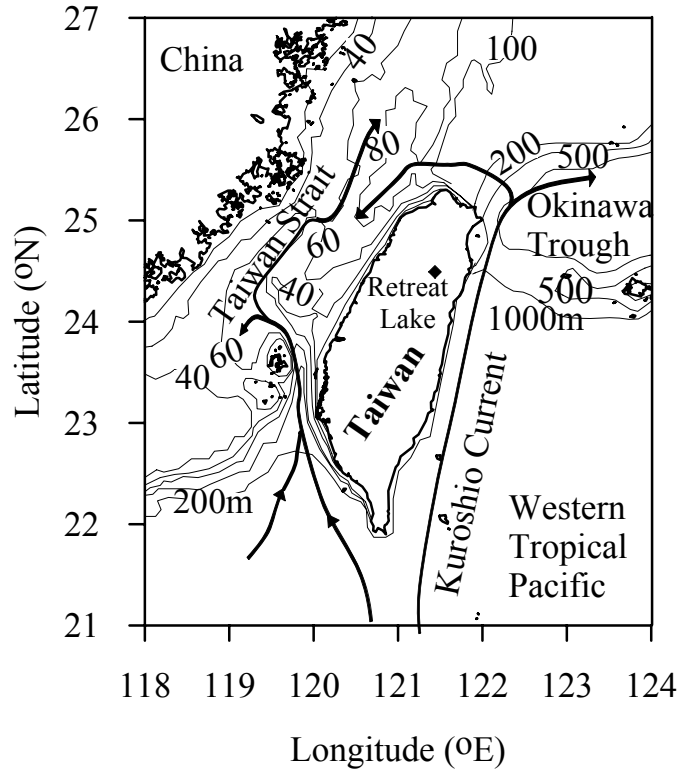 27
26
25
24
23
22
21
Latitude (ºN)
118
119
120
121
122
123
124
Longitude (ºE)
China
40
100
80
200
500
Taiwan Strait
60
Okinawa
Trough
40
Retreat
Lake
500
1000m
60
40
Taiwan
Kuroshio Current
200m
Western
Tropical
Pacific